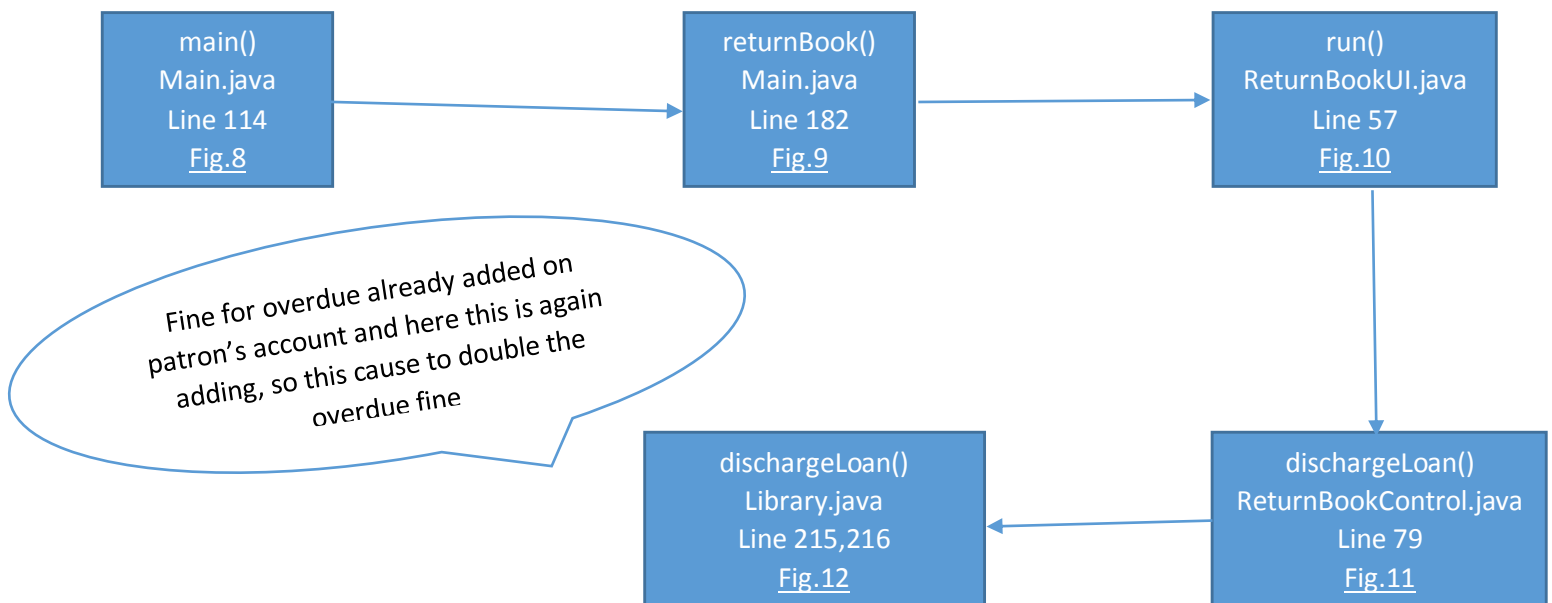 main()
Main.java
Line 114
Fig.8
returnBook()
Main.java
Line 182
Fig.9
run()
ReturnBookUI.java
Line 57
Fig.10
Fine for overdue already added on
patron’s account and here this is again
adding, so this cause to double the
overdue fine
dischargeLoan()
Library.java
Line 215,216
Fig.12
dischargeLoan()
ReturnBookControl.java
Line 79
Fig.11